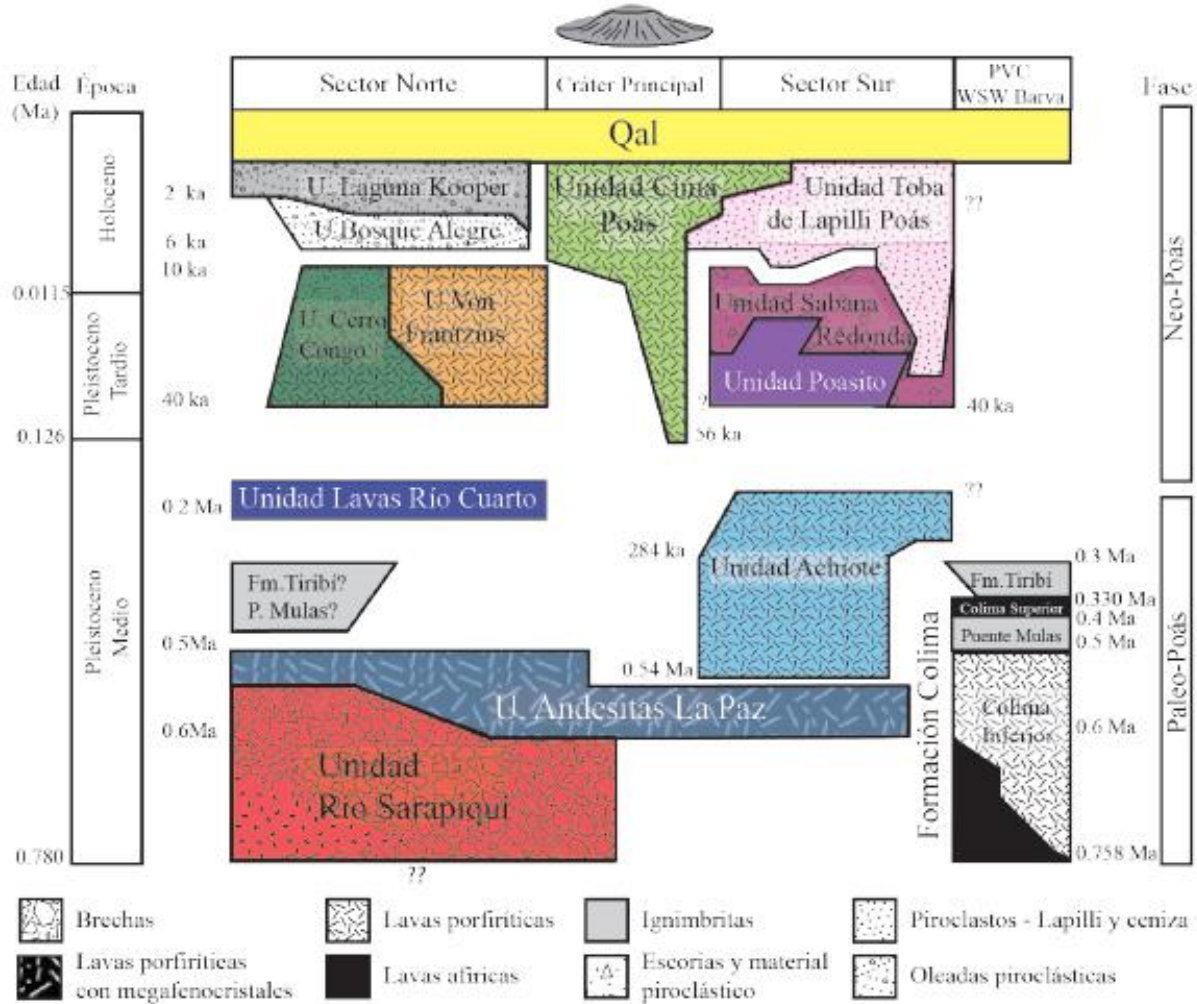 Edad
(Ma)
Época
Sector Norte
Cráter Principal
Sector Sur
PVC
WSW Barva
Fase
Qal
Holoceno
Pleistoceno
Tardío
Pleistoceno
Medio
0.0115
0.126
0.780
2 ka
6 ka
10 ka
40 ka
0.2 Ma
0.5Ma
0.6Ma
U. Laguna Kooper
U.Bosque Alegre
U. Cerro
Congo
U.Von
Frantzius
Unidad Cima
Poás
Unidad Toba
de Lapilli Poás
??
Unidad Sabana
Redonda
Unidad Poasito
?
56 ka
40 ka
Unidad Lavas Río Cuarto
Fm.Tiribí?
P. Mulas?
??
284 ka
Unidad Achiote
0.54 Ma
U. Andesitas La Paz
Unidad
Río Sarapiquí
??
Formación Colima
Fm.Tiribí
Colima Superior
Puente Mulas
Colima
Inferior
0.3 Ma
0.330 Ma
0.4 Ma
0.5 Ma
0.6 Ma
0.758 Ma
Neo-Poás
Paleo-Poás
Brechas
Lavas porfiríticas
Ignimbritas
Piroclastos - Lapilli y ceniza
Lavas porfiríticas
con megafenocristales
Lavas afíricas
Escorias y material
piroclástico
Oleadas piroclásticas